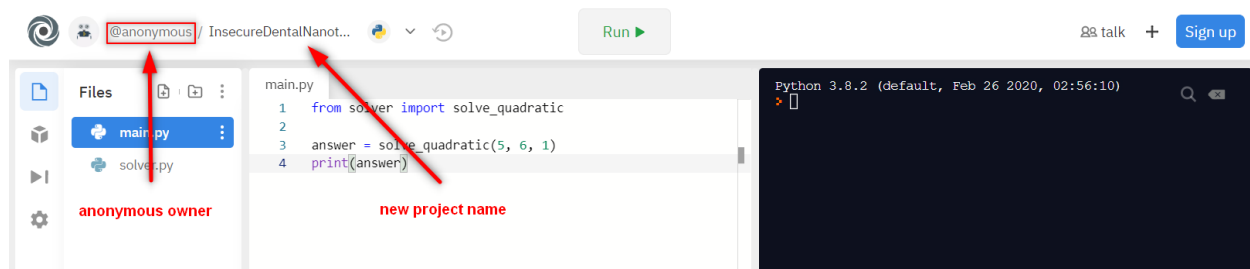 @anonymous / InsecureDentalNanot...
Run
talk
+
Sign up
Files
main.py
solver.py
anonymous owner
main.py
1 from solver import solve_quadratic
2
3 answer = solve_quadratic(5, 6, 1)
4 print(answer)
new project name
Python 3.8.2 (default, Feb 26 2020, 02:56:10)
>